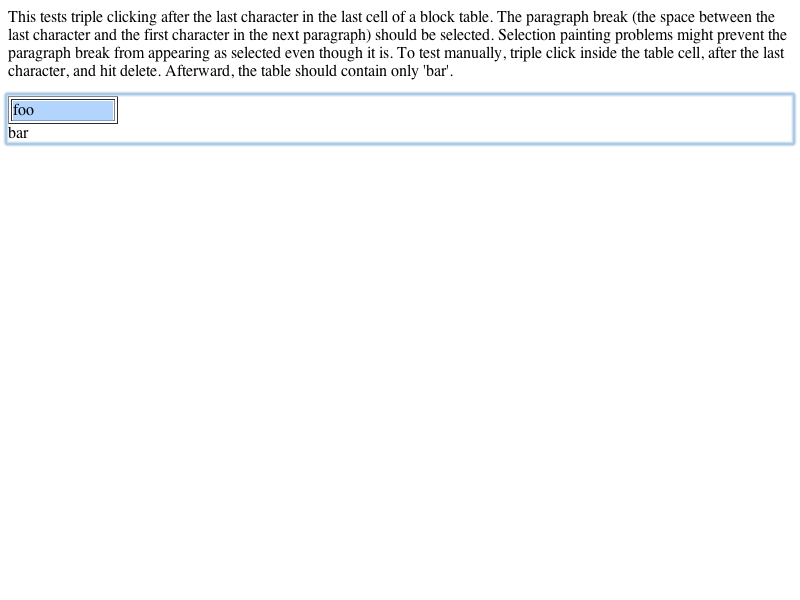 This tests triple clicking after the last character in the last cell of a block table. The paragraph break (the space between the
last character and the first character in the next paragraph) should be selected. Selection painting problems might prevent the
paragraph break from appearing as selected even though it is. To test manually, triple click inside the table cell, after the last
character, and hit delete. Afterward, the table should contain only 'bar'.
foo
bar